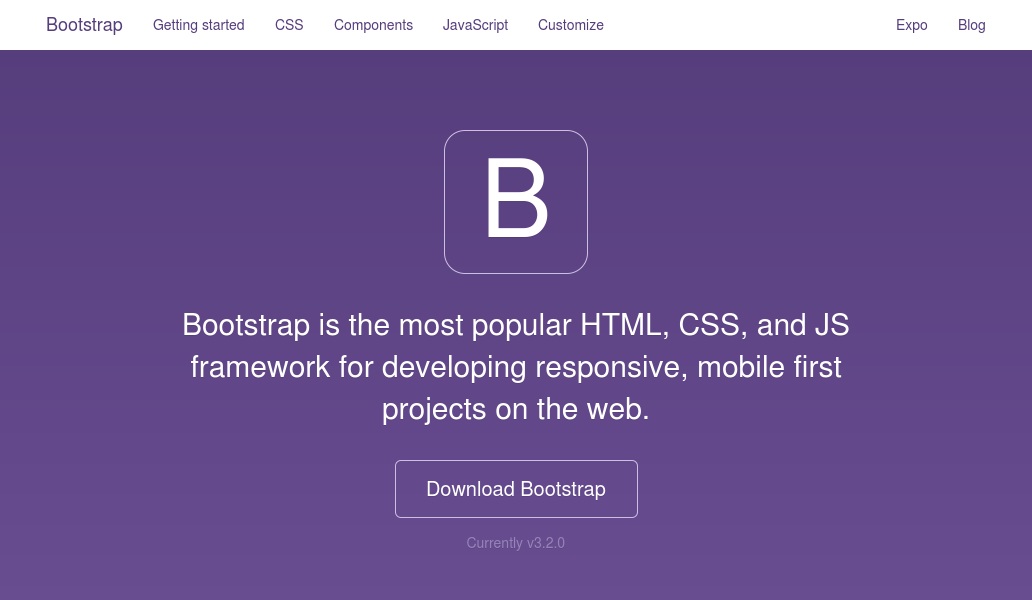 Bootstrap Getting started CSS Components JavaScript Customize Expo Blog
B
Bootstrap is the most popular HTML, CSS, and JS
framework for developing responsive, mobile first
projects on the web.
Download Bootstrap
Currently v3.2.0